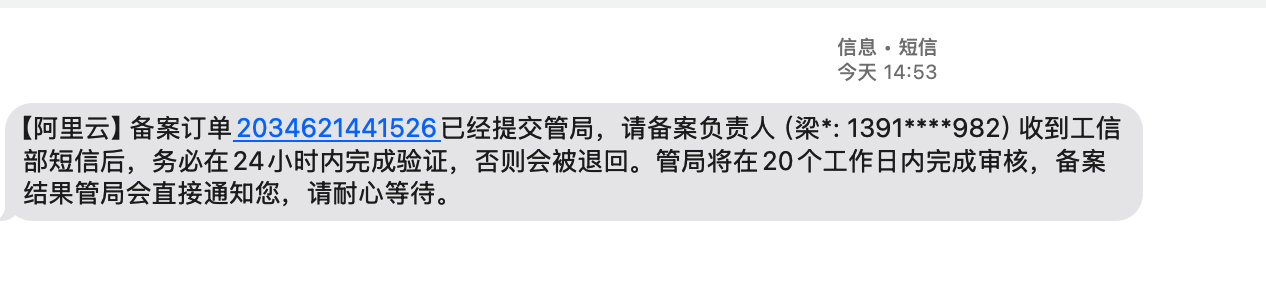 信息 • 短信
今天 14:53
【阿里云】备案订单2034621441526已经提交管局，请备案负责人（梁*: 1391****982）收到工信
部短信后，务必在24小时内完成验证，否则会被退回。管局将在20个工作日内完成审核，备案
结果管局会直接通知您，请耐心等待。